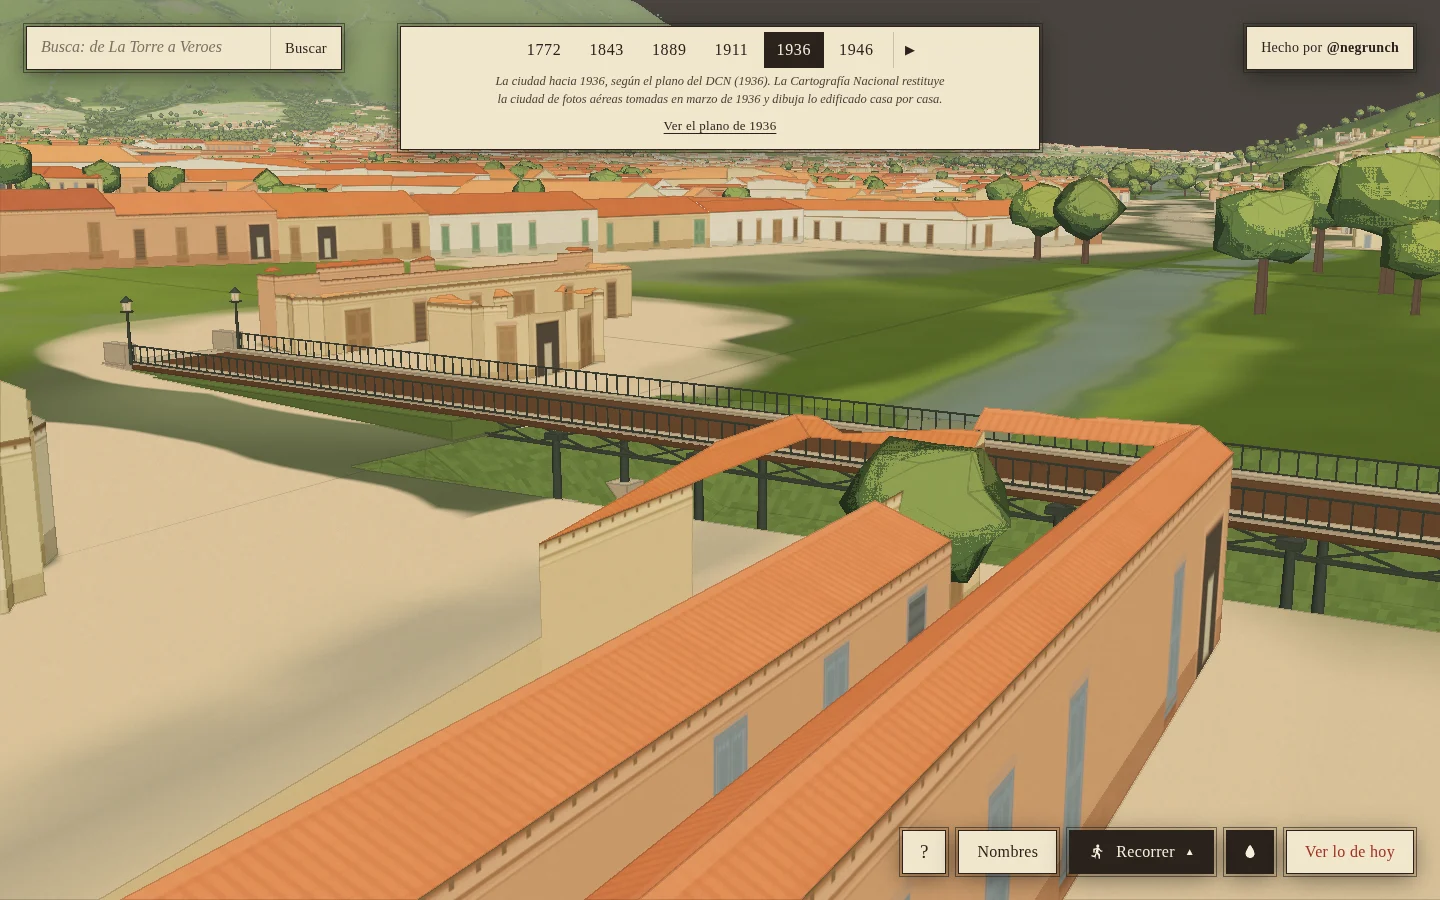 Busca: de La Torre a Veroes
Buscar
1772 1843 1889 1911 1936 1946 ▶
La ciudad hacia 1936, según el plano del DCN (1936). La Cartografía Nacional restituye
la ciudad de fotos aéreas tomadas en marzo de 1936 y dibuja lo edificado casa por casa.
Ver el plano de 1936
Hecho por @negrunch
?
Nombres
Recorrer ▲
Ver lo de hoy